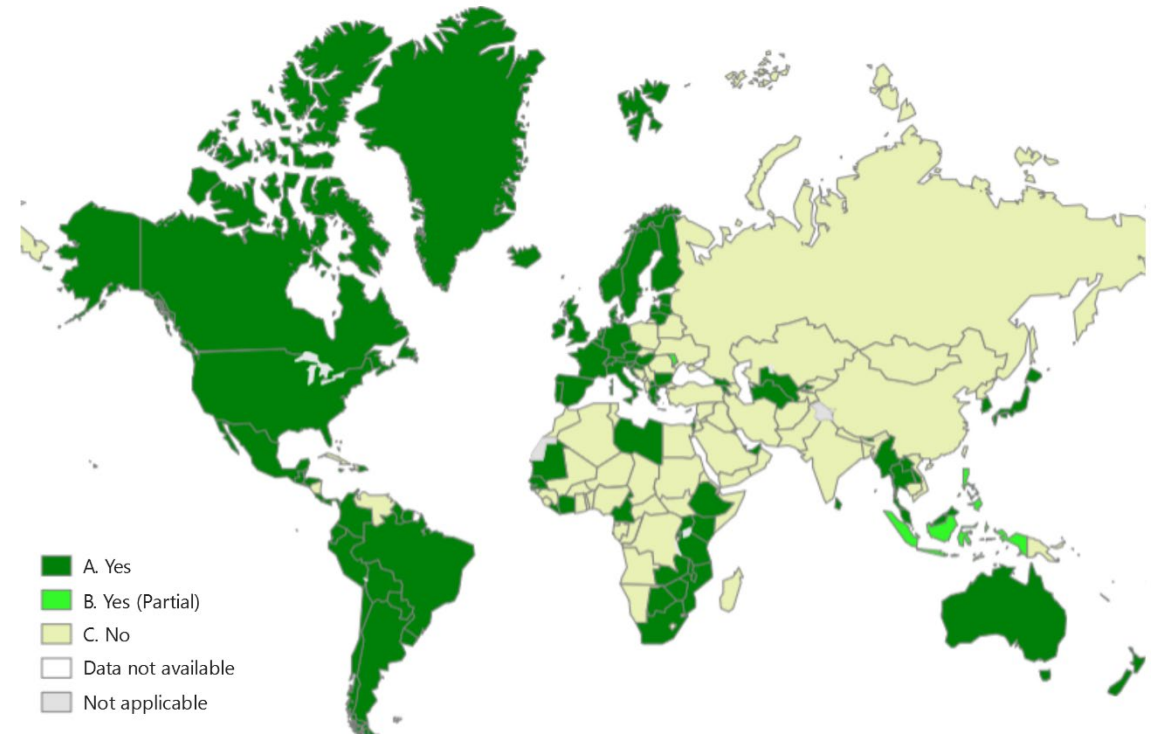 A. Yes
B. Yes (Partial)
C. No
Data not available
Not applicable